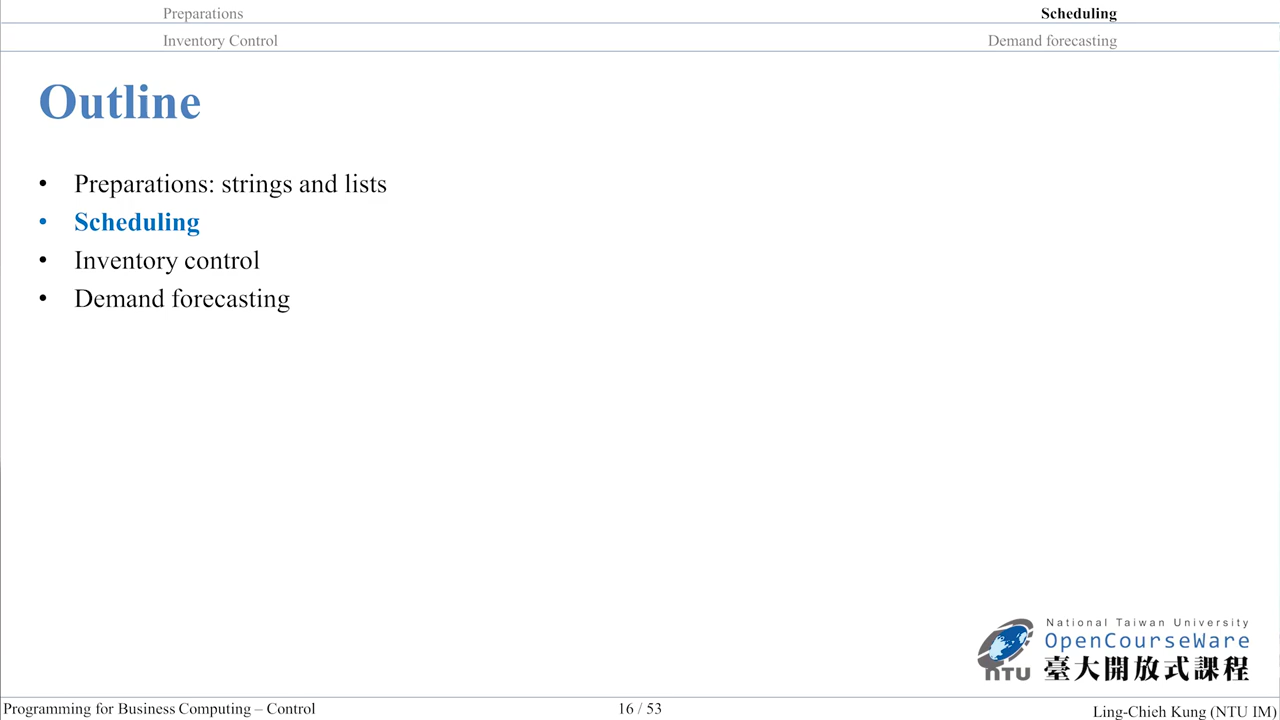 Preparations
Scheduling
Inventory Control
Demand forecasting
Outline
• Preparations: strings and lists
• Scheduling
• Inventory control
• Demand forecasting
National Taiwan University
OpenCourseWare
NTU
臺大開放式課程
Programming for Business Computing – Control
16 / 53
Ling-Chieh Kung (NTU IM)